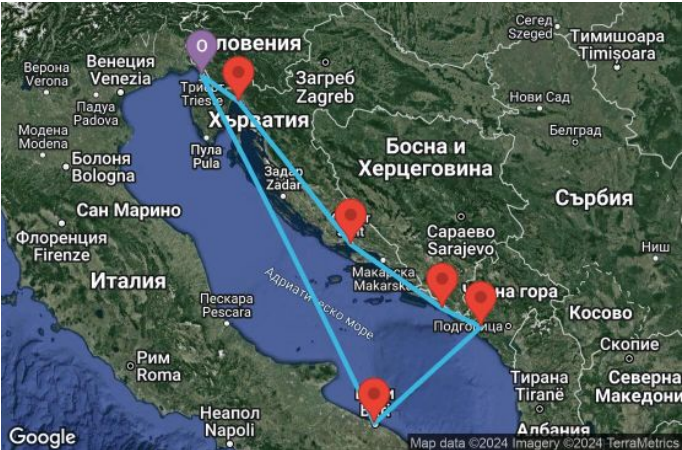 Сегед
Szeged
Тимишоара
Timișoara
О
ловения
Верона
Verona
Венеция
Venezia
Загреб
Zagreb
Трие
Trieste
Нови Сад
Падуа
Padova
Хърватия
Модена
Modena
Белград
Пула
Pula
Босна и
Херцеговина
Болоня
Bologna
Задар
Zadar
Сърбия
Сан Марино
Сараево
Sarajevo
Флоренция
Firenze
Ниш
Макарска
Makarska
Италия
Адриатическо море
на гора
Косово
Пескара
Pescara
Подгорица
Скопие
Рим
Roma
Тирана
Tiranë
Северна
Македони
Неапол
Napoli
Албания
Google
Map data ©2024 Imagery ©2024 TerraMetrics